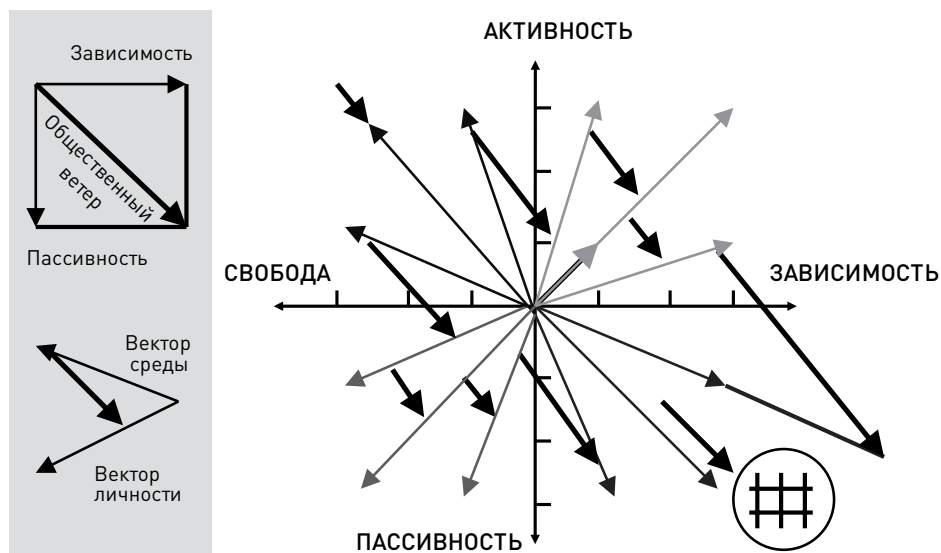 Зависимость
Общественный
ветер
Пассивность
Вектор
среды
Вектор
личности
АКТИВНОСТЬ
СВОБОДА
ЗАВИСИМОСТЬ
ПАССИВНОСТЬ